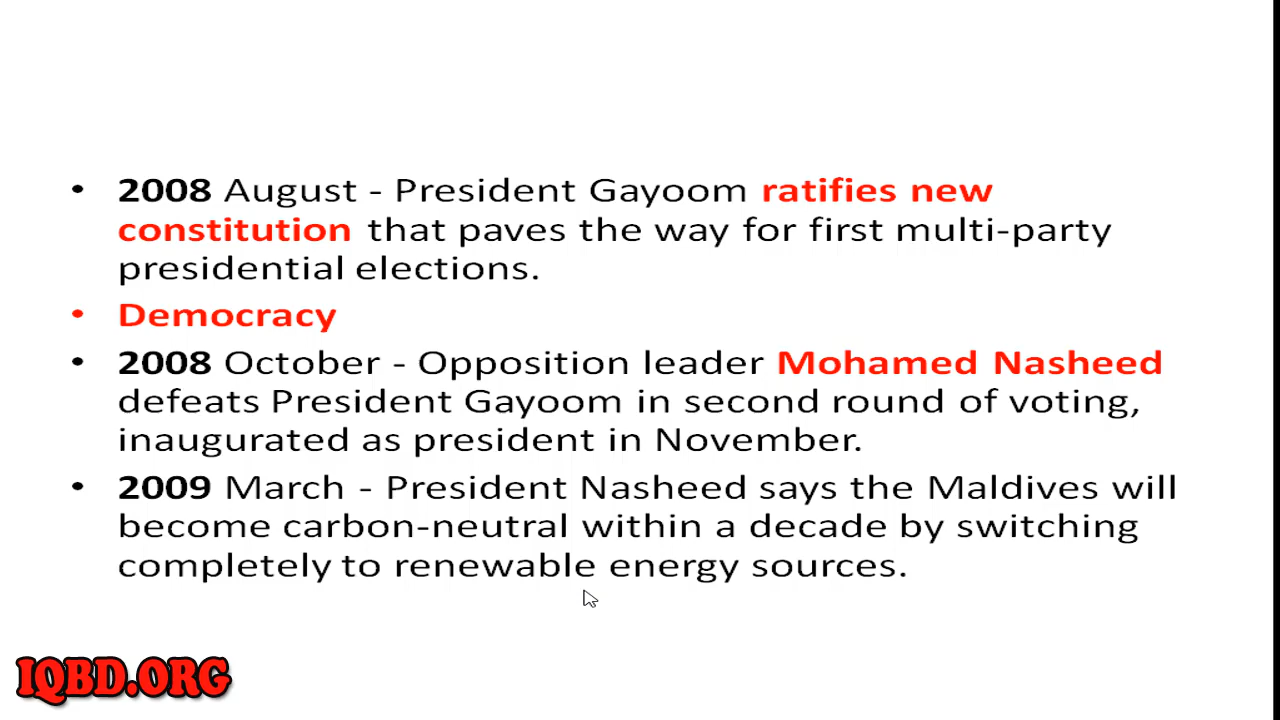 • 2008 August - President Gayoom ratifies new
constitution that paves the way for first multi-party
presidential elections.
• Democracy
• 2008 October - Opposition leader Mohamed Nasheed
defeats President Gayoom in second round of voting,
inaugurated as president in November.
• 2009 March - President Nasheed says the Maldives will
become carbon-neutral within a decade by switching
completely to renewable energy sources.
IQBD.ORG